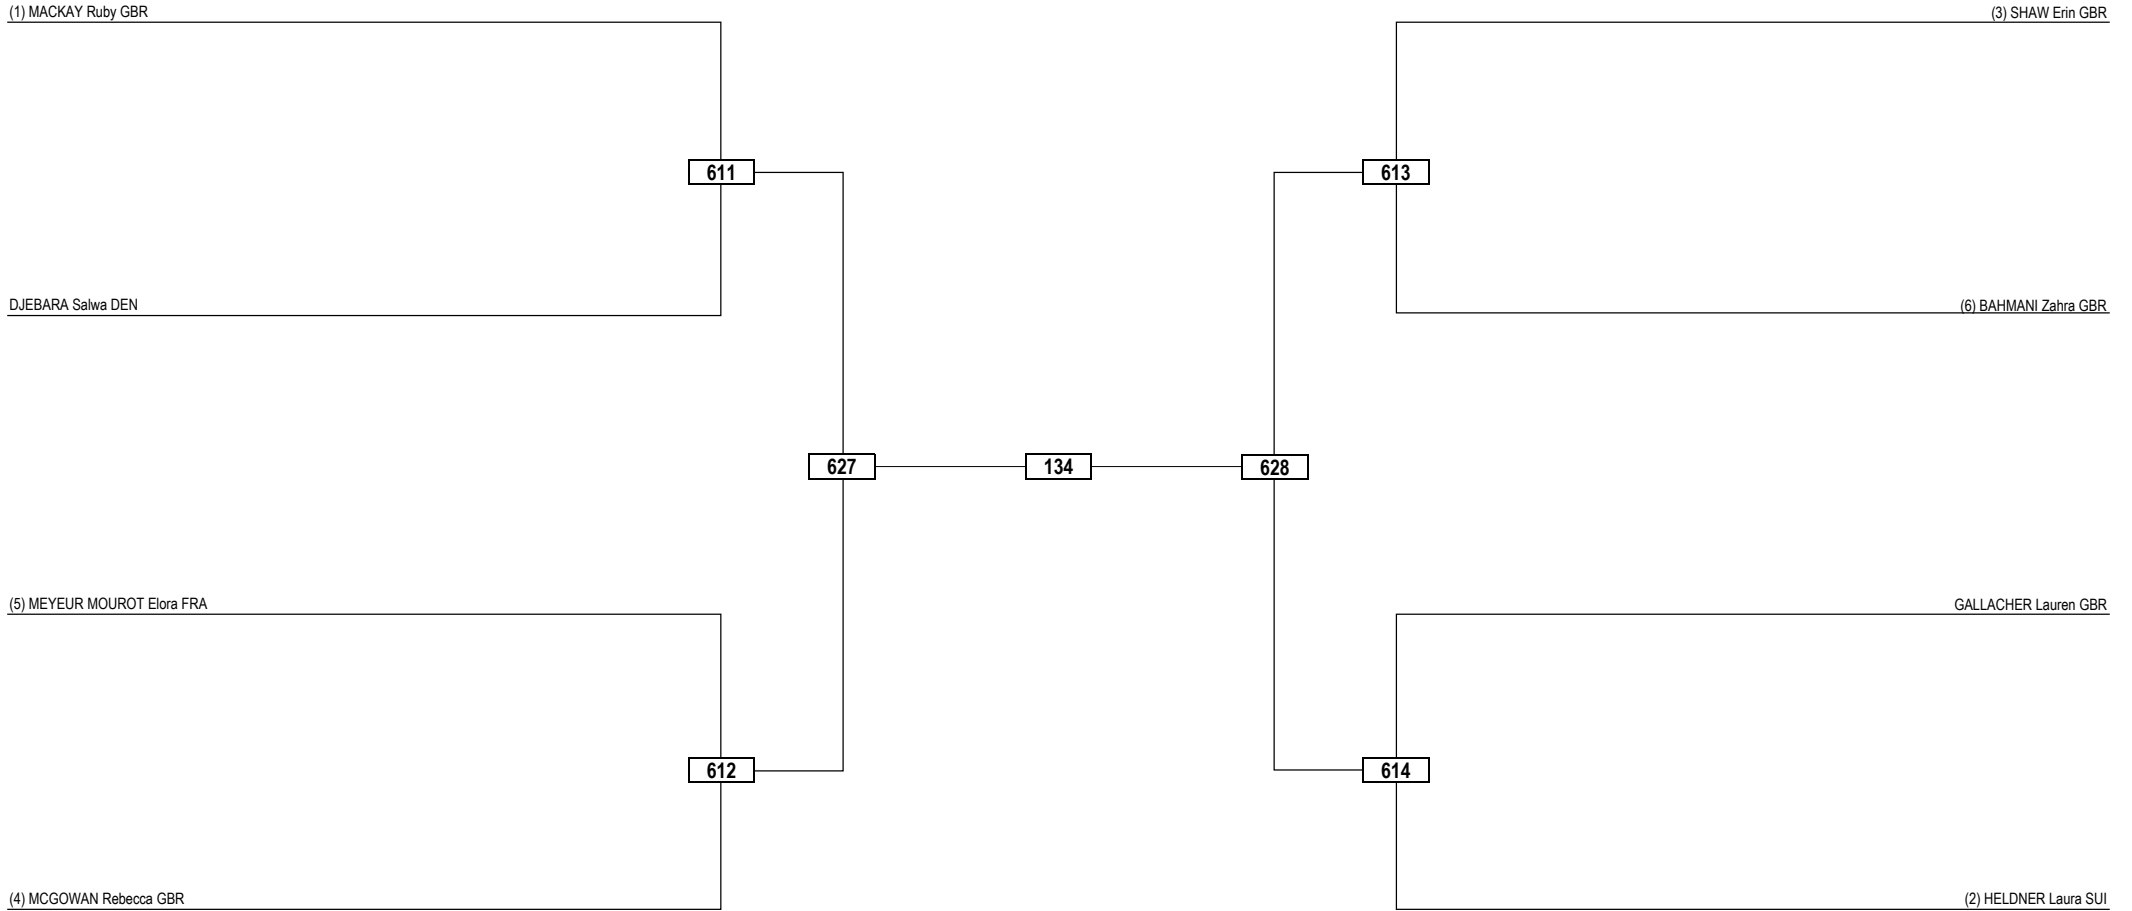 (1) MACKAY Ruby GBR
(3) SHAW Erin GBR
611
613
DJEBARA Salwa DEN
(6) BAHMANI Zahra GBR
627
134
628
(5) MEYEUR MOUROT Elora FRA
GALLACHER Lauren GBR
612
614
(4) MCGOWAN Rebecca GBR
(2) HELDNER Laura SUI